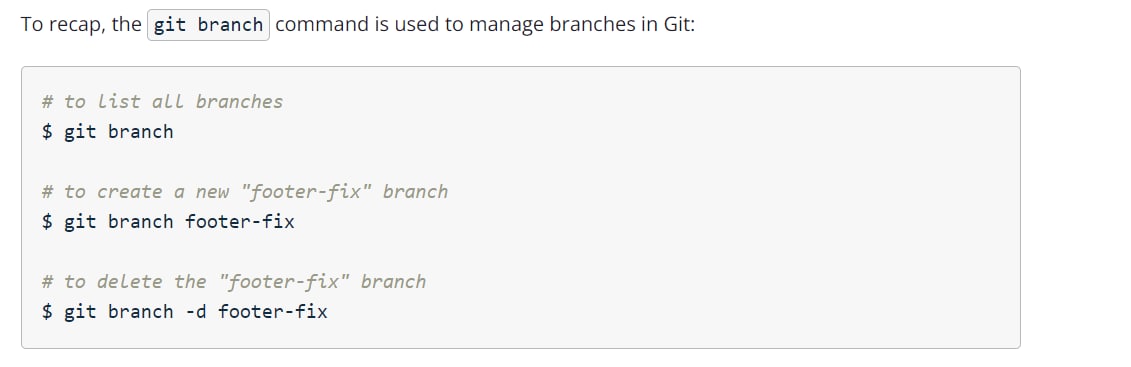 To recap, the git branch command is used to manage branches in Git:
# to list all branches
$ git branch
# to create a new "footer-fix" branch
$ git branch footer-fix
# to delete the "footer-fix" branch
$ git branch -d footer-fix